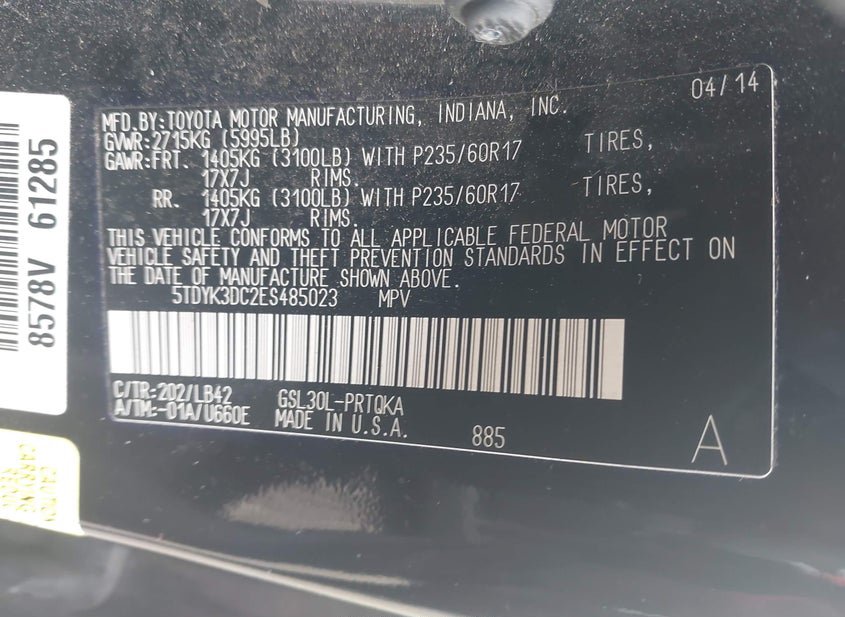 04/14
MFD. BY: TOYOTA MOTOR MANUFACTURING, INDIANA, INC.
GVWR: 2715KG (5995LB)
GAWR: FRT. 1405KG (3100LB) WITH P235/60R17 TIRES,
17X7J RIMS.
RR. 1405KG (3100LB) WITH P235/60R17 TIRES,
17X7J RIMS.
THIS VEHICLE CONFORMS TO ALL APPLICABLE FEDERAL MOTOR
VEHICLE SAFETY AND THEFT PREVENTION STANDARDS IN EFFECT ON
THE DATE OF MANUFACTURE SHOWN ABOVE.
5TDYK3DC2ES485023 MPV
C/TR: 202/LB42 GSL30L-PRTQKA
A/TM: -01A/U660E MADE IN U.S.A. 885
A
8578V 61285